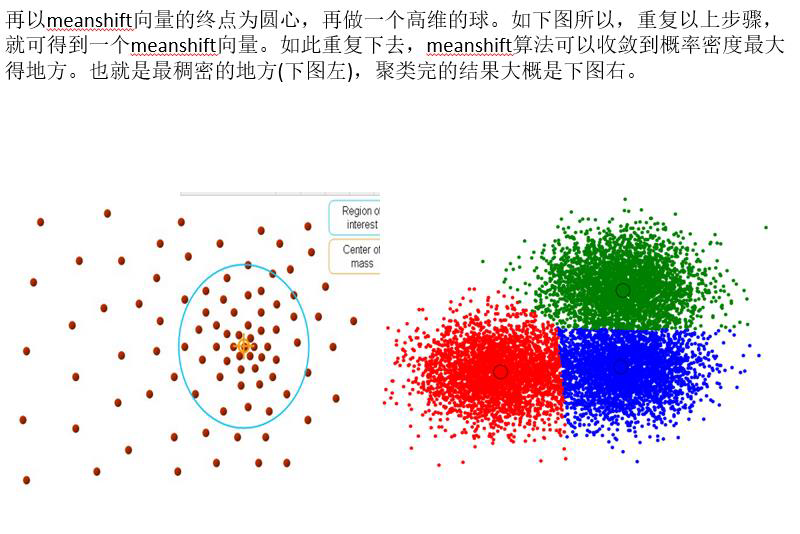 再以meanshift向量的终点为圆心，再做一个高维的球。如下图所以，重复以上步骤，
就可得到一个meanshift向量。如此重复下去，meanshift算法可以收敛到概率密度最大
得地方。也就是最稠密的地方(下图左)，聚类完的结果大概是下图右。
Region of
interest
Center of
mass